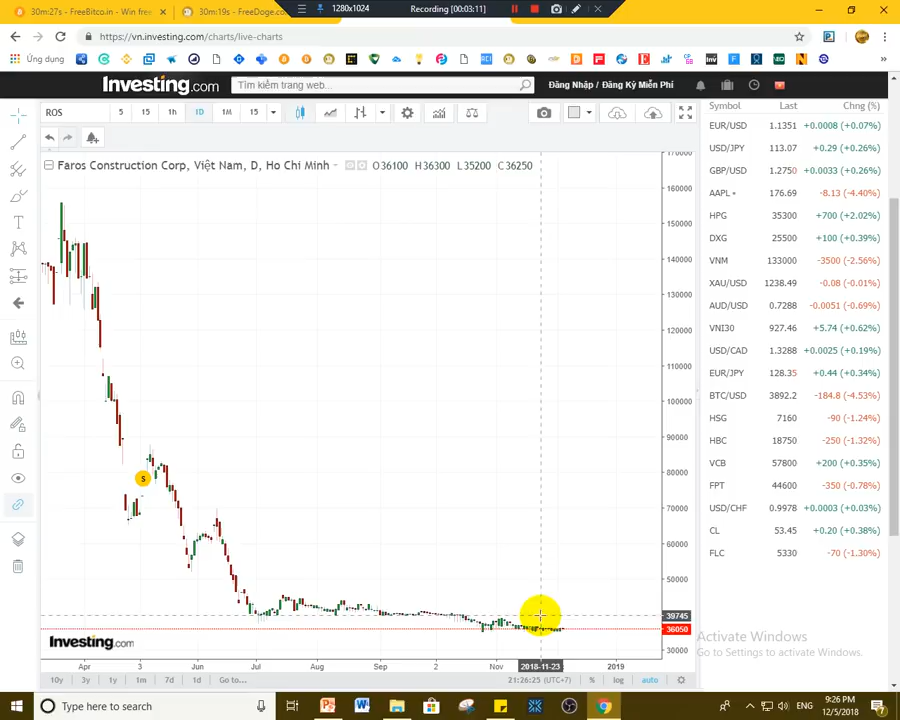 30m:27s - FreeBitco.in - Win free
30m:19s - FreeDoge.co
1280x1024
Recording [00:03:11]
https://vn.investing.com/charts/live-charts
Ứng dụng
Investing.com
Tìm kiếm trang web...
Đăng Nhập / Đăng Ký Miễn Phí
ROS 5 15 1h 1D 1M 15
Faros Construction Corp, Việt Nam, D, Ho Chi Minh
O36100 H36300 L35200 C36250
170000
160000
150000
140000
130000
120000
110000
100000
90000
80000
70000
60000
50000
39745
36050
30000
S
Investing.com
Apr 3 Jun Jul Aug Sep 2 Nov 2018-11-23 2019
10y 3y 1y 1m 7d 1d Go to...
21:26:25 (UTC+7) % log auto
Symbol Last Chng (%)
EUR/USD 1.1351 +0.0008 (+0.07%)
USD/JPY 113.07 +0.29 (+0.26%)
GBP/USD 1.2750 +0.0033 (+0.26%)
AAPL 176.69 -8.13 (-4.40%)
HPG 35300 +700 (+2.02%)
DXG 25500 +100 (+0.39%)
VNM 133000 -3500 (-2.56%)
XAU/USD 1238.49 -0.08 (-0.01%)
AUD/USD 0.7288 -0.0051 (-0.69%)
VNI30 927.46 +5.74 (+0.62%)
USD/CAD 1.3288 +0.0025 (+0.19%)
EUR/JPY 128.35 +0.44 (+0.34%)
BTC/USD 3892.2 -184.8 (-4.53%)
HSG 7160 -90 (-1.24%)
HBC 18750 -250 (-1.32%)
VCB 57800 +200 (+0.35%)
FPT 44600 -350 (-0.78%)
USD/CHF 0.9978 +0.0003 (+0.03%)
CL 53.45 +0.20 (+0.38%)
FLC 5330 -70 (-1.30%)
Activate Windows
Go to Settings to activate Windows.
Type here to search
ENG
9:26 PM
12/5/2018